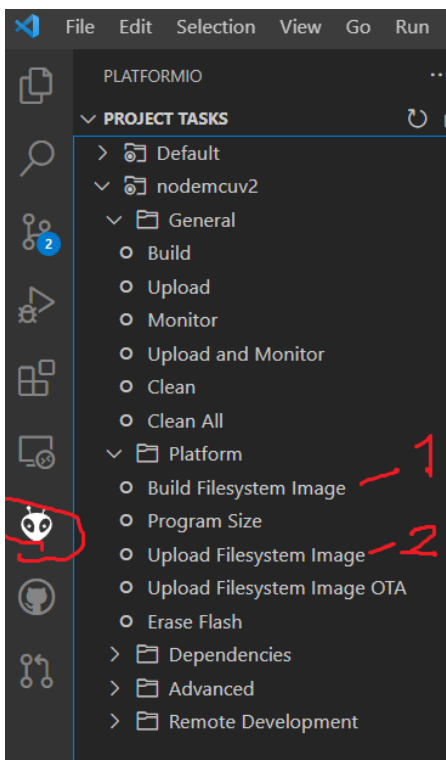 File Edit Selection View Go Run
PLATFORMIO ...
PROJECT TASKS
Default
nodemcuv2
General
Build
Upload
Monitor
Upload and Monitor
2
Clean
Clean All
Platform
Build Filesystem Image 1
Program Size
Upload Filesystem Image 2
Upload Filesystem Image OTA
Erase Flash
Dependencies
Advanced
Remote Development